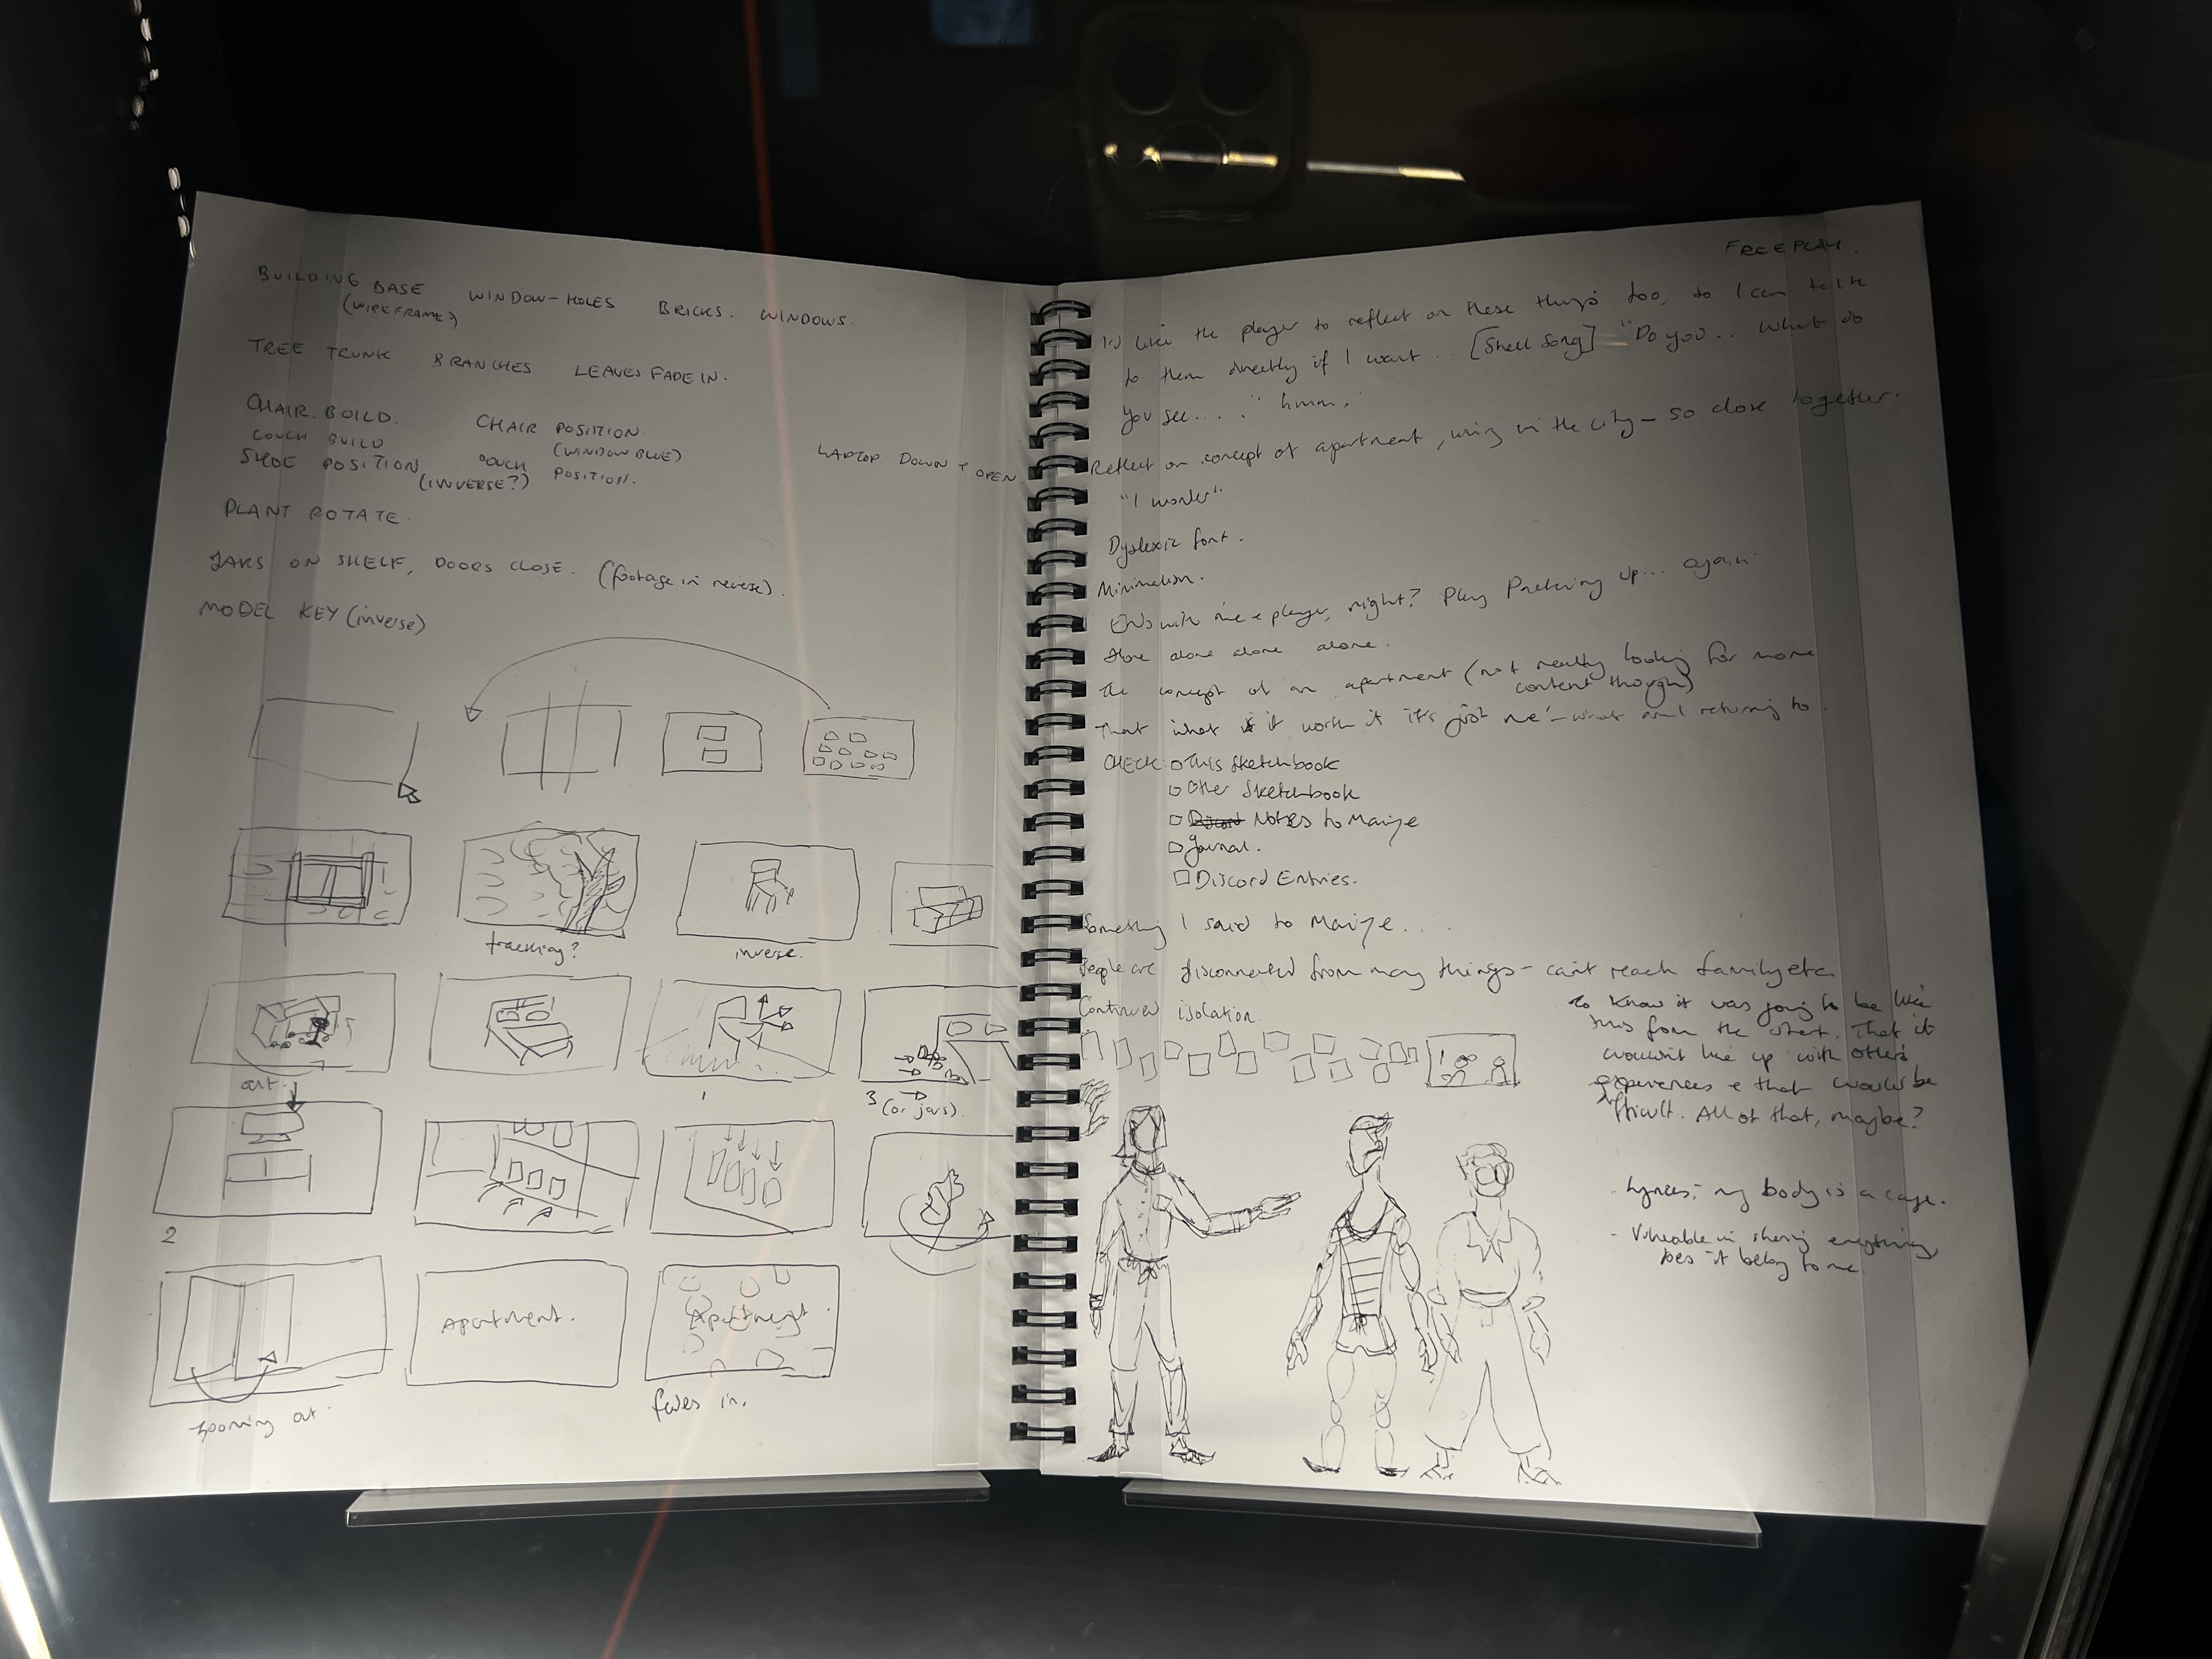 BUILDING BASE WINDOW-HOLES BRICKS. WINDOWS.
(WIREFRAME)
TREE TRUNK BRANCHES LEAVES FADE IN.
CHAIR BUILD. CHAIR POSITION
COUCH BUILD (WINDOW BLUE)
SHOE POSITION COUCH POSITION.
(INVERSE?)
LAPTOP DOWN + OPEN
PLANT ROTATE.
JARS ON SHELF, DOORS CLOSE. (footage in reverse).
MODEL KEY (inverse)
tracking?
inverse.
1
3 (or jars)
2
Apartment.
Apartment.
zooming out.
fades in.
FREEPLAY.
I'd like the player to reflect on these things too, so I can talk
to them directly if I want.. [Shell Song] "Do you.. What do
you see...." hmm.
Reflect on concept of apartment, living in the city - so close together.
"I wonder"
Dyslexic font.
Minimalism.
Ends with me + player, right? Play up... again
alone alone alone.
The concept of an apartment (not really looking for more
content though)
That what is it worth if it's just me - what am I returning to.
CHECK: This Sketchbook
Other Sketchbook
Notes to Maize
Journal.
Discord Entries.
Something I said to Maize...
People are disconnected from many things - can't reach family etc.
Continued isolation
to know it was going to be like
this from the start. That it
wouldn't line up with others
experiences + that would be
difficult. All of that, maybe?
- Lyrics: my body is a cage.
- Vulnerable in sharing everything
does it belong to me.